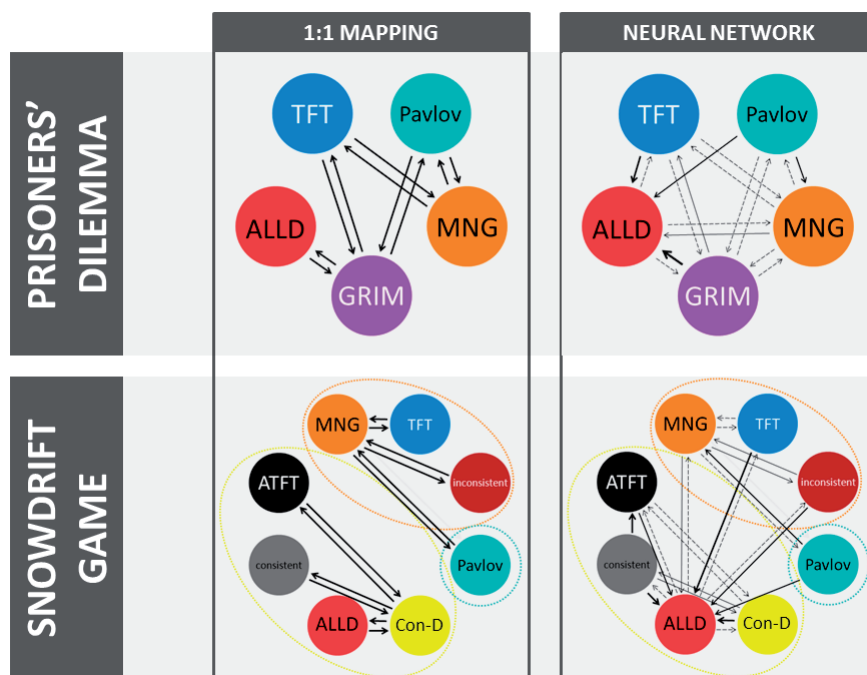 1:1 MAPPING
NEURAL NETWORK
PRISONERS'
DILEMMA
TFT
Pavlov
ALLD
MNG
GRIM
TFT
Pavlov
ALLD
MNG
GRIM
SNOWDRIFT
GAME
MNG
TFT
ATFT
inconsistent
consistent
Pavlov
ALLD
Con-D
MNG
TFT
ATFT
inconsistent
consistent
Pavlov
ALLD
Con-D